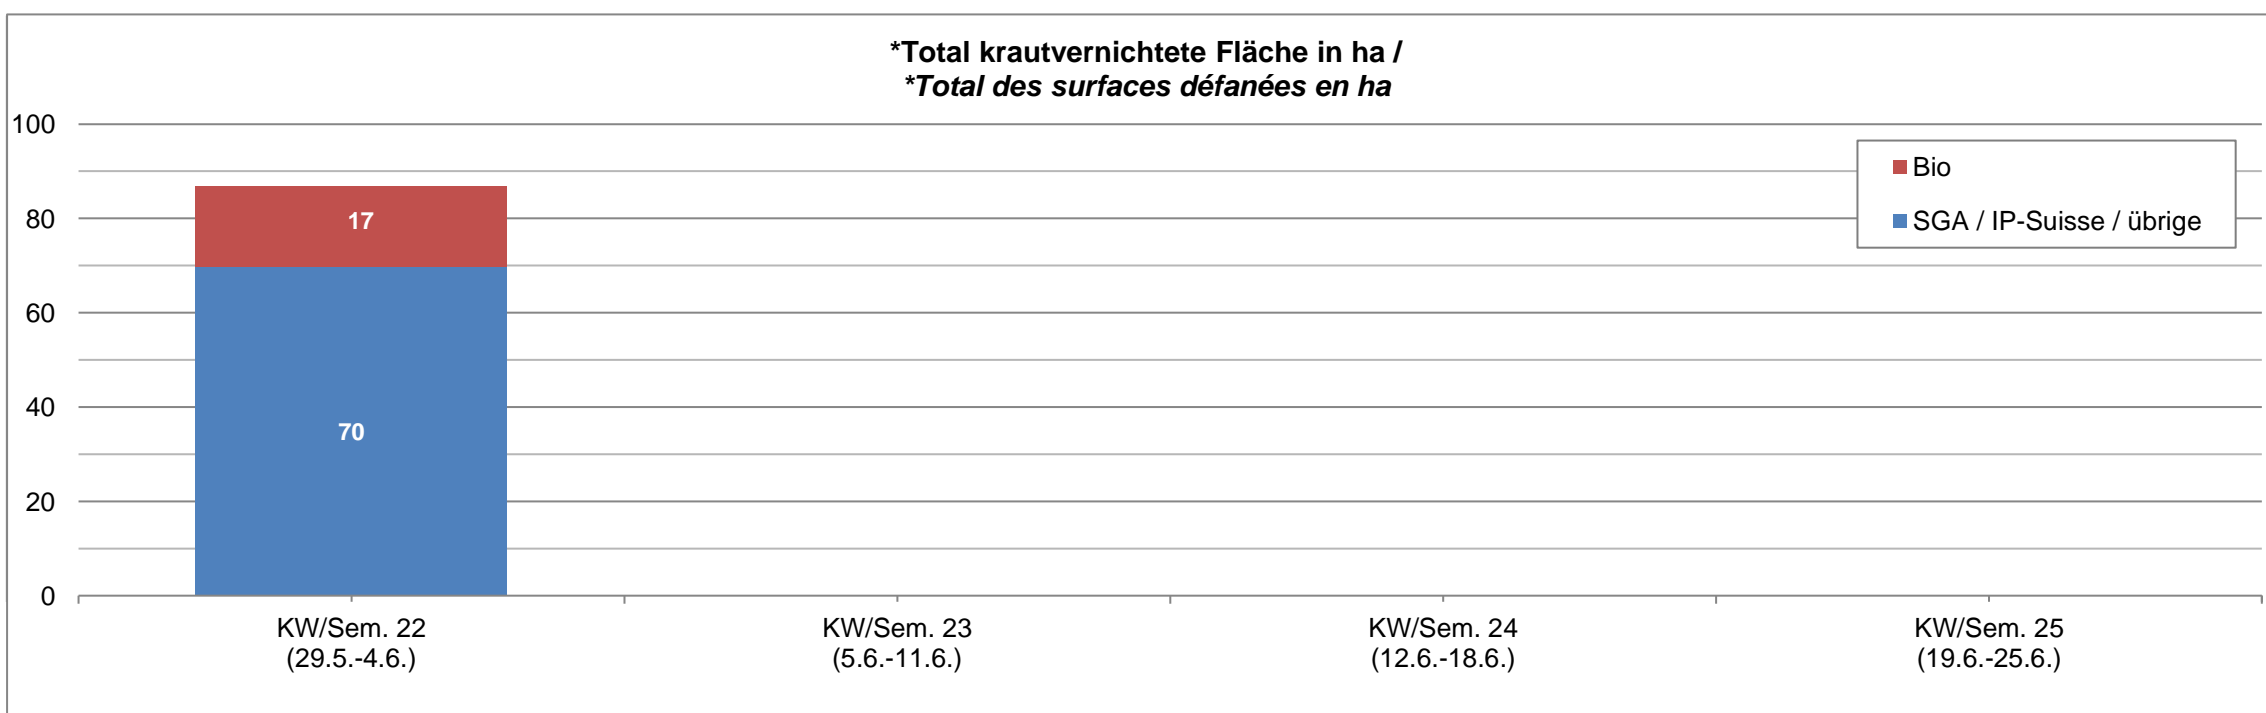 *Total krautvernichtete Fläche in ha /
*Total des surfaces défanées en ha
100
80
60
40
20
0
Bio
SGA / IP-Suisse / übrige
17
70
KW/Sem. 22
(29.5.-4.6.)
KW/Sem. 23
(5.6.-11.6.)
KW/Sem. 24
(12.6.-18.6.)
KW/Sem. 25
(19.6.-25.6.)